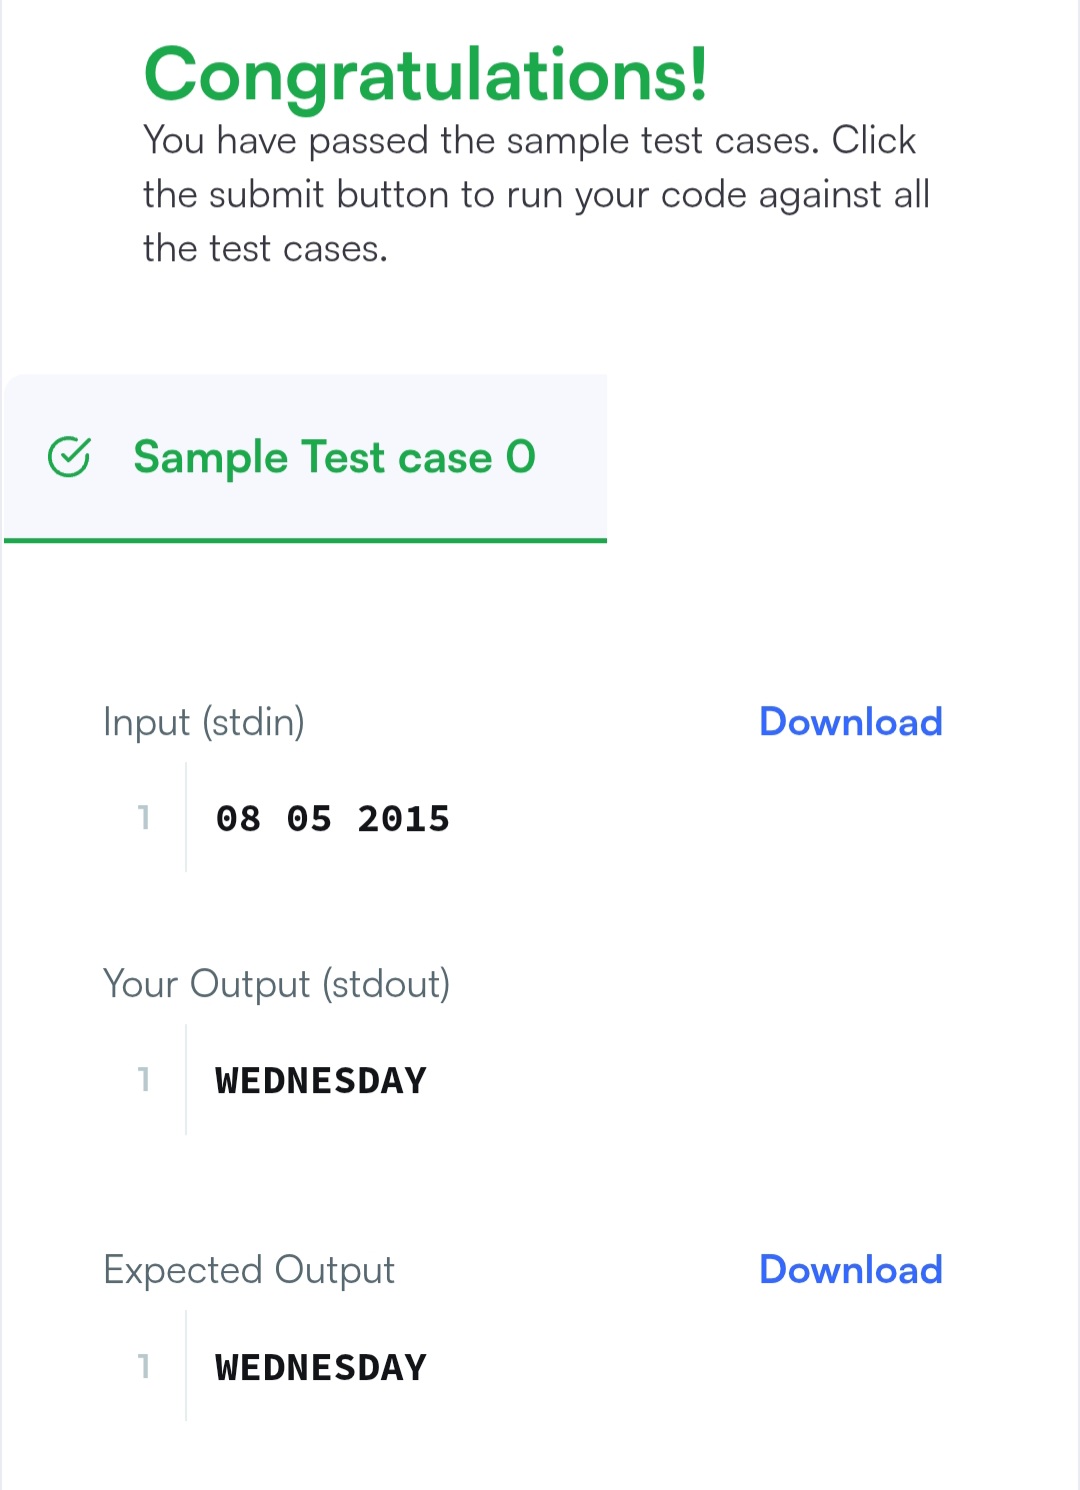 Congratulations!
You have passed the sample test cases. Click
the submit button to run your code against all
the test cases.
Sample Test case 0
Input (stdin)
Download
1
08 05 2015
Your Output (stdout)
1
WEDNESDAY
Expected Output
Download
1
WEDNESDAY